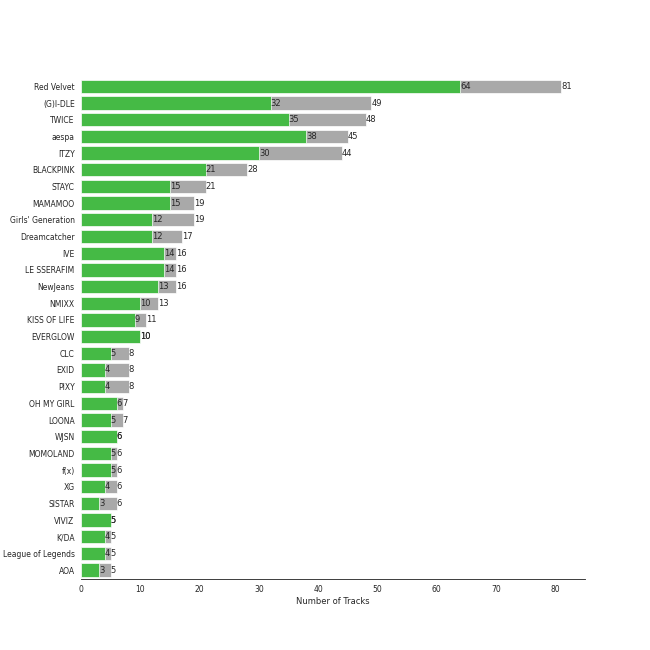 Red Velvet 64 81
(G)I-DLE 32 49
TWICE 35 48
aespa 38 45
ITZY 30 44
BLACKPINK 21 28
STAYC 15 21
MAMAMOO 15 19
Girls' Generation 12 19
Dreamcatcher 12 17
IVE 14 16
LE SSERAFIM 14 16
NewJeans 13 16
NMIXX 10 13
KISS OF LIFE 9 11
EVERGLOW 10 10
CLC 5 8
EXID 4 8
PIXY 4 8
OH MY GIRL 6 7
LOONA 5 7
WJSN 6 6
MOMOLAND 5 6
f(x) 5 6
XG 4 6
SISTAR 3 6
VIVIZ 5 5
K/DA 4 5
League of Legends 4 5
AOA 3 5
0 10 20 30 40 50 60 70 80
Number of Tracks